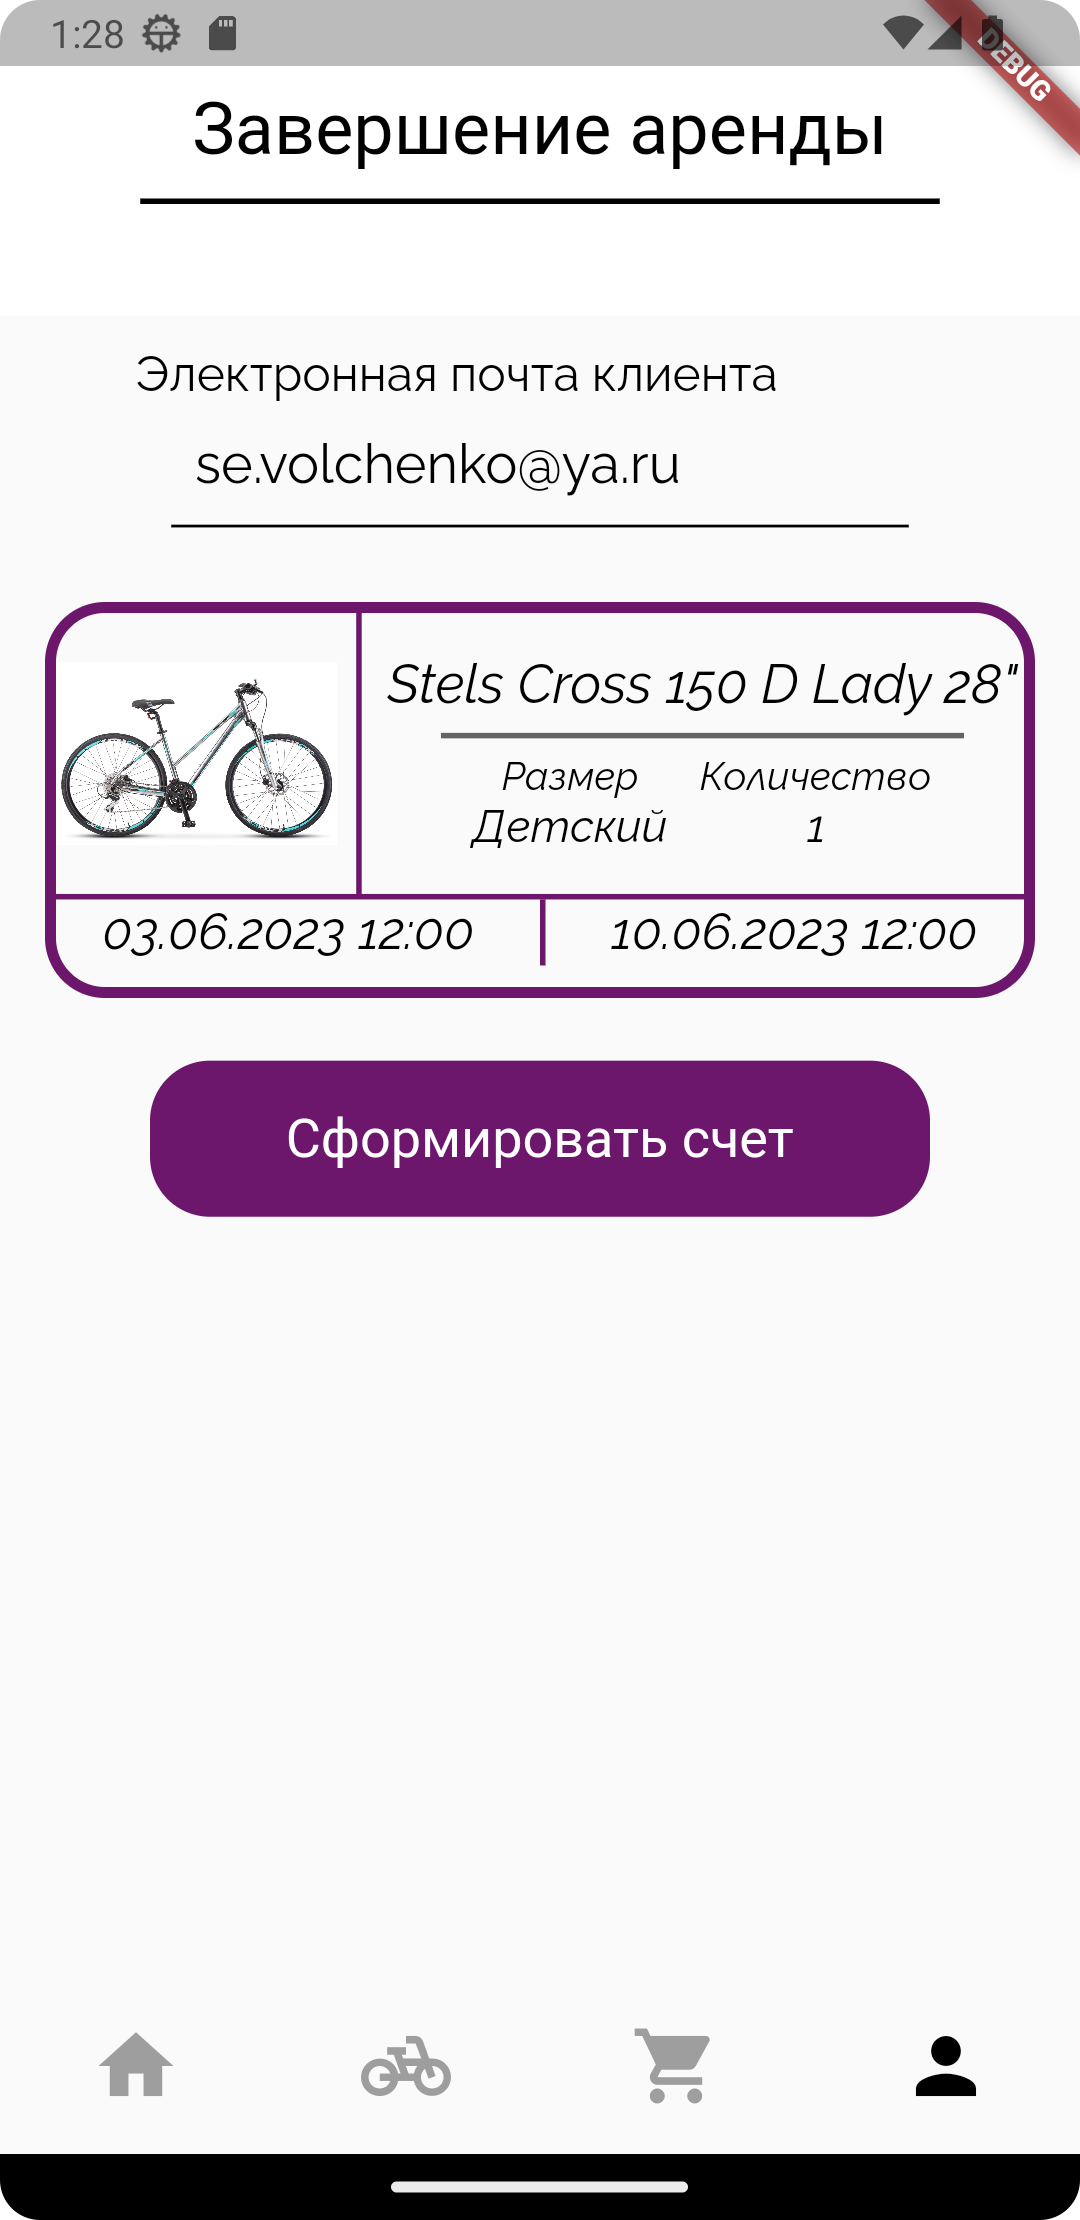 1:28
DEBUG
Завершение аренды
Электронная почта клиента
se.volchenko@ya.ru
Stels Cross 150 D Lady 28"
Размер Количество
Детский 1
03.06.2023 12:00 10.06.2023 12:00
Сформировать счет